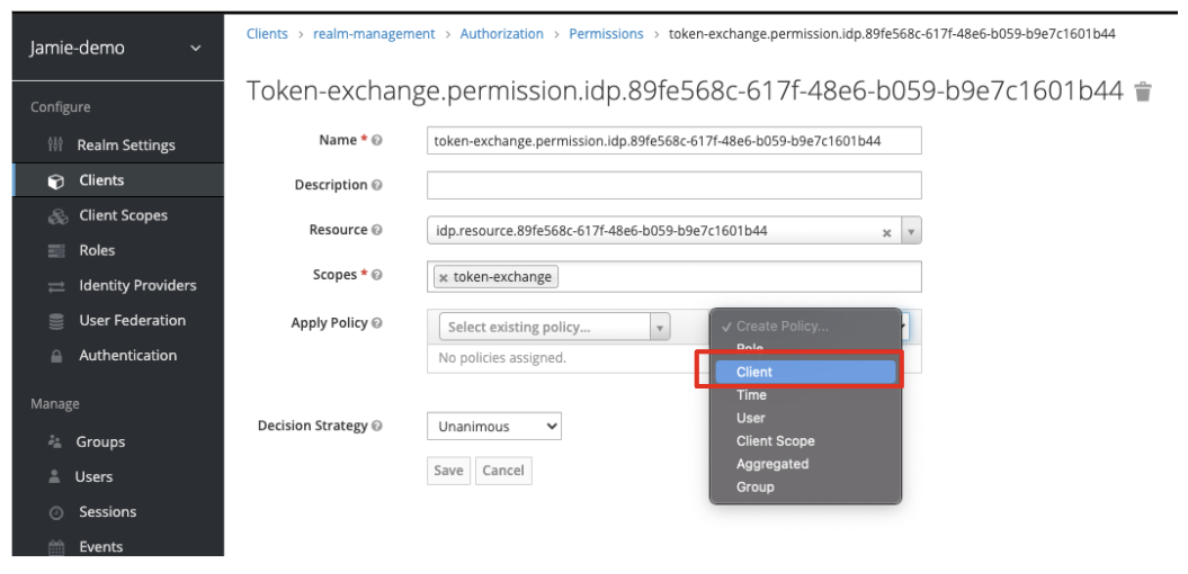 Jamie-demo
Configure
Realm Settings
Clients
Client Scopes
Roles
Identity Providers
User Federation
Authentication
Manage
Groups
Users
Sessions
Events
Clients > realm-management > Authorization > Permissions > token-exchange.permission.idp.89fe568c-617f-48e6-b059-b9e7c1601b44
Token-exchange.permission.idp.89fe568c-617f-48e6-b059-b9e7c1601b44
Name * token-exchange.permission.idp.89fe568c-617f-48e6-b059-b9e7c1601b44
Description
Resource idp.resource.89fe568c-617f-48e6-b059-b9e7c1601b44
Scopes * × token-exchange
Apply Policy Select existing policy... ✓ Create Policy...
No policies assigned.
Role
Client
Time
User
Client Scope
Aggregated
Group
Decision Strategy Unanimous
Save Cancel